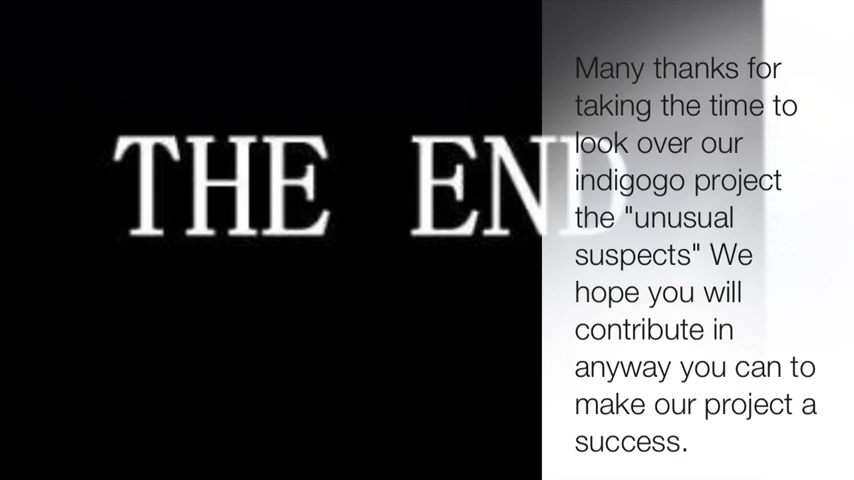 THE END
Many thanks for
taking the time to
look over our
indigogo project
the "unusual
suspects" We
hope you will
contribute in
anyway you can to
make our project a
success.